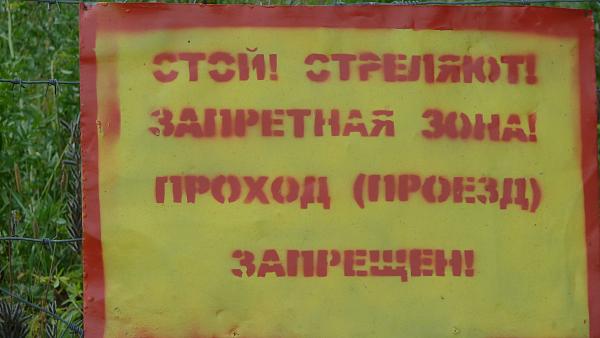 СТОЙ! СТРЕЛЯЮТ!
ЗАПРЕТНАЯ ЗОНА!
ПРОХОД (ПРОЕЗД)
ЗАПРЕЩЕН!